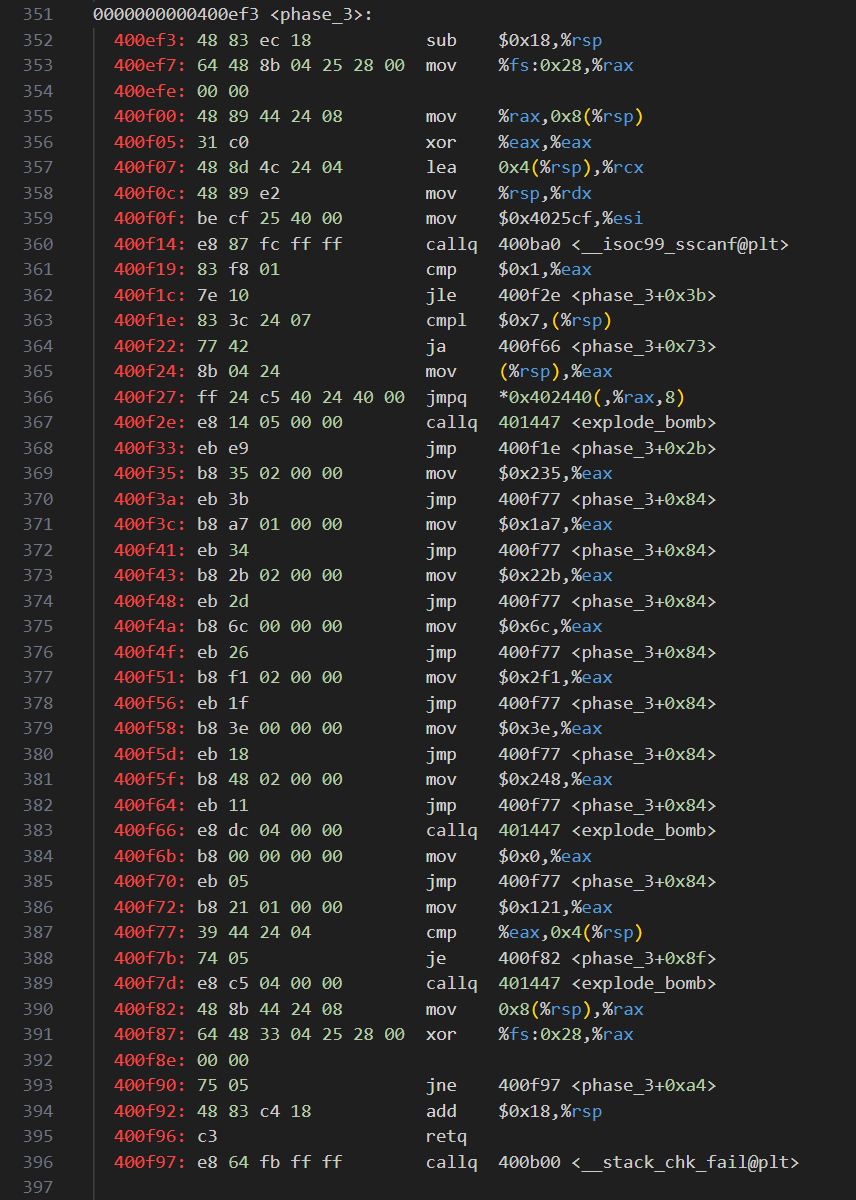 351 0000000000400ef3 <phase_3>:
352 400ef3: 48 83 ec 18 sub $0x18,%rsp
353 400ef7: 64 48 8b 04 25 28 00 mov %fs:0x28,%rax
354 400efe: 00 00
355 400f00: 48 89 44 24 08 mov %rax,0x8(%rsp)
356 400f05: 31 c0 xor %eax,%eax
357 400f07: 48 8d 4c 24 04 lea 0x4(%rsp),%rcx
358 400f0c: 48 89 e2 mov %rsp,%rdx
359 400f0f: be cf 25 40 00 mov $0x4025cf,%esi
360 400f14: e8 87 fc ff ff callq 400ba0 <__isoc99_sscanf@plt>
361 400f19: 83 f8 01 cmp $0x1,%eax
362 400f1c: 7e 10 jle 400f2e <phase_3+0x3b>
363 400f1e: 83 3c 24 07 cmpl $0x7,(%rsp)
364 400f22: 77 42 ja 400f66 <phase_3+0x73>
365 400f24: 8b 04 24 mov (%rsp),%eax
366 400f27: ff 24 c5 40 24 40 00 jmpq *0x402440(,%rax,8)
367 400f2e: e8 14 05 00 00 callq 401447 <explode_bomb>
368 400f33: eb e9 jmp 400f1e <phase_3+0x2b>
369 400f35: b8 35 02 00 00 mov $0x235,%eax
370 400f3a: eb 3b jmp 400f77 <phase_3+0x84>
371 400f3c: b8 a7 01 00 00 mov $0x1a7,%eax
372 400f41: eb 34 jmp 400f77 <phase_3+0x84>
373 400f43: b8 2b 02 00 00 mov $0x22b,%eax
374 400f48: eb 2d jmp 400f77 <phase_3+0x84>
375 400f4a: b8 6c 00 00 00 mov $0x6c,%eax
376 400f4f: eb 26 jmp 400f77 <phase_3+0x84>
377 400f51: b8 f1 02 00 00 mov $0x2f1,%eax
378 400f56: eb 1f jmp 400f77 <phase_3+0x84>
379 400f58: b8 3e 00 00 00 mov $0x3e,%eax
380 400f5d: eb 18 jmp 400f77 <phase_3+0x84>
381 400f5f: b8 48 02 00 00 mov $0x248,%eax
382 400f64: eb 11 jmp 400f77 <phase_3+0x84>
383 400f66: e8 dc 04 00 00 callq 401447 <explode_bomb>
384 400f6b: b8 00 00 00 00 mov $0x0,%eax
385 400f70: eb 05 jmp 400f77 <phase_3+0x84>
386 400f72: b8 21 01 00 00 mov $0x121,%eax
387 400f77: 39 44 24 04 cmp %eax,0x4(%rsp)
388 400f7b: 74 05 je 400f82 <phase_3+0x8f>
389 400f7d: e8 c5 04 00 00 callq 401447 <explode_bomb>
390 400f82: 48 8b 44 24 08 mov 0x8(%rsp),%rax
391 400f87: 64 48 33 04 25 28 00 xor %fs:0x28,%rax
392 400f8e: 00 00
393 400f90: 75 05 jne 400f97 <phase_3+0xa4>
394 400f92: 48 83 c4 18 add $0x18,%rsp
395 400f96: c3 retq
396 400f97: e8 64 fb ff ff callq 400b00 <__stack_chk_fail@plt>
397